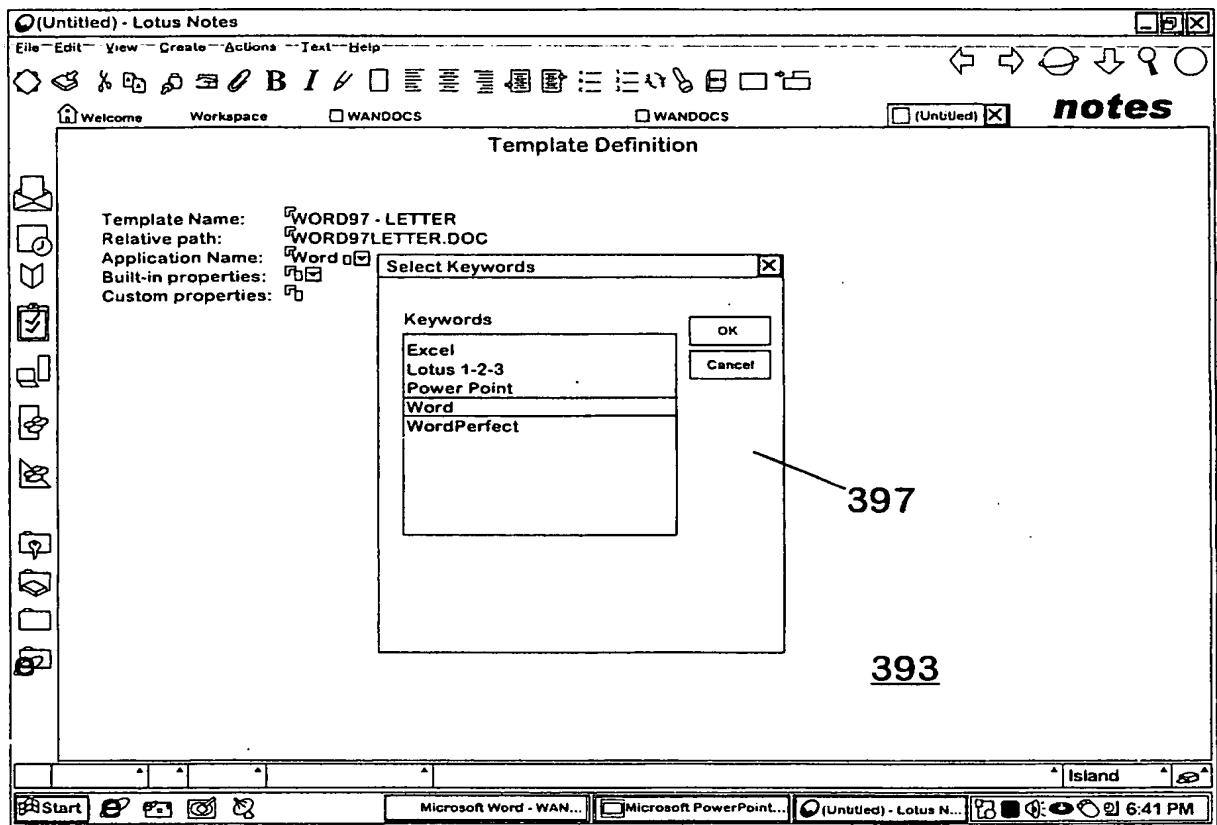 (Untitled) - Lotus Notes
File Edit View Create Actions Text Help
B I
notes
Welcome Workspace WANDOCS WANDOCS (Untitled)
Template Definition
Template Name: WORD97 - LETTER
Relative path: WORD97LETTER.DOC
Application Name: Word
Built-in properties:
Custom properties:
Select Keywords
Keywords
OK
Cancel
Excel
Lotus 1-2-3
Power Point
Word
WordPerfect
397
393
Island
Start Microsoft Word - WAN... Microsoft PowerPoint... (Untitled) - Lotus N... 6:41 PM